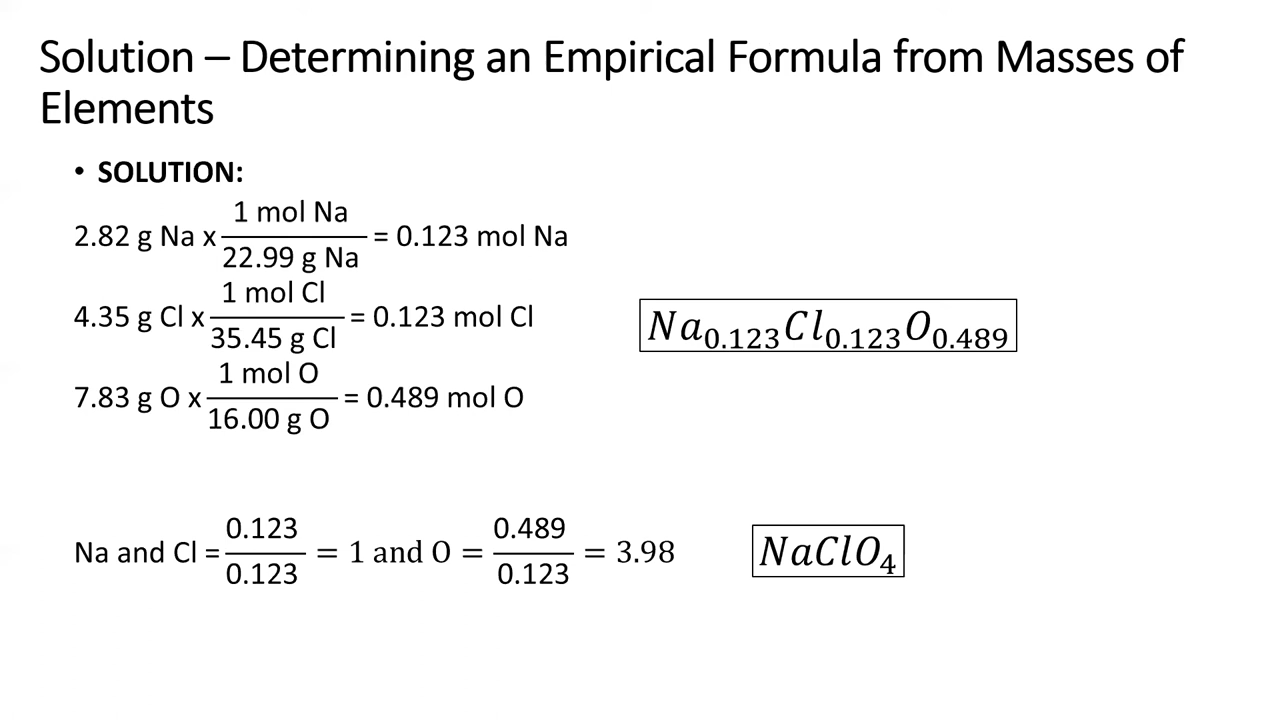 Solution – Determining an Empirical Formula from Masses of
Elements
• SOLUTION:
2.82 g Na x 1 mol Na / 22.99 g Na = 0.123 mol Na
4.35 g Cl x 1 mol Cl / 35.45 g Cl = 0.123 mol Cl
Na₀.₁₂₃Cl₀.₁₂₃O₀.₄₈₉
7.83 g O x 1 mol O / 16.00 g O = 0.489 mol O
Na and Cl = 0.123 / 0.123 = 1 and O = 0.489 / 0.123 = 3.98
NaClO₄